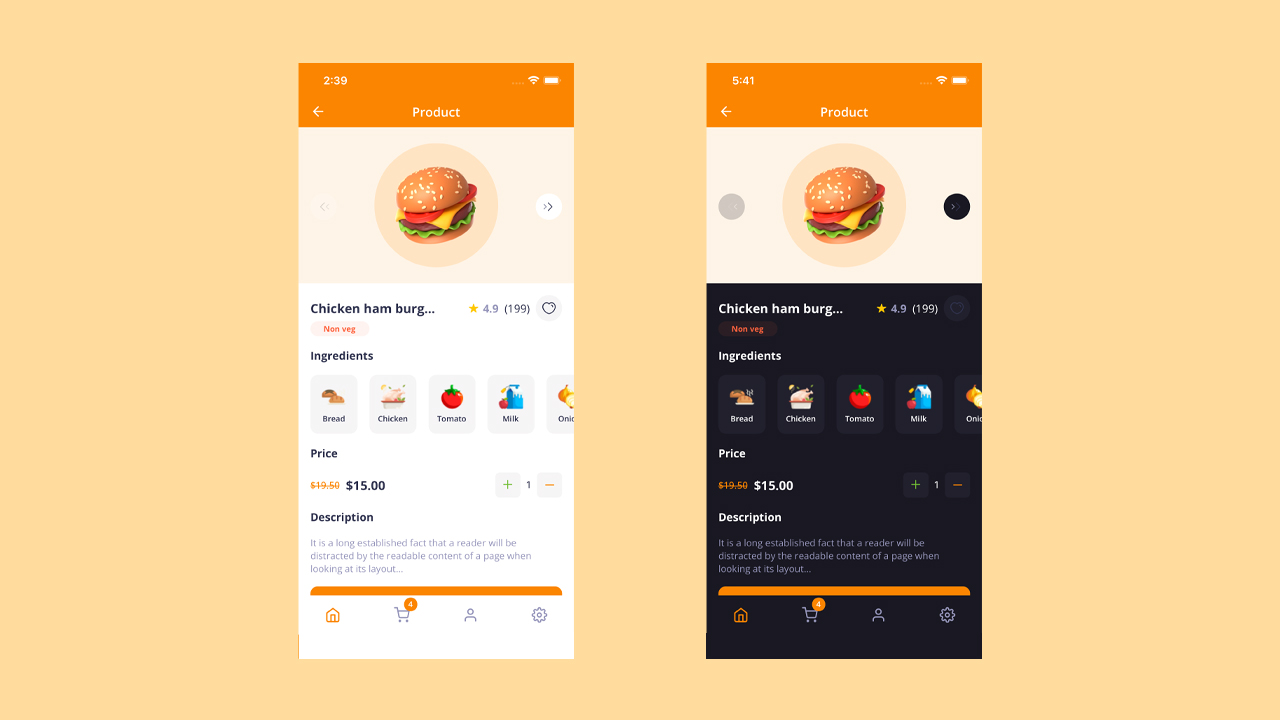 2:39
Product
Chicken ham burg... 4.9 (199)
Non veg
Ingredients
Bread Chicken Tomato Milk Onic
Price
$19.50 $15.00 + 1 −
Description
It is a long established fact that a reader will be
distracted by the readable content of a page when
looking at its layout...
4
5:41
Product
Chicken ham burg... 4.9 (199)
Non veg
Ingredients
Bread Chicken Tomato Milk Onic
Price
$19.50 $15.00 + 1 −
Description
It is a long established fact that a reader will be
distracted by the readable content of a page when
looking at its layout...
4